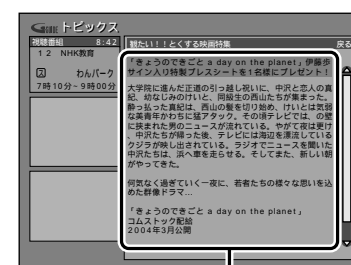 Guide トピックス
視聴番組 8:42
12 NHK教育
わんパーク
7時10分~9時00分
観たい!!とくする映画特集
戻る
「きょうのできごと a day on the planet」伊藤歩
サイン入り特製プレスシートを1名様にプレゼント!
大学院に進んだ正道の引っ越し祝いに、中沢と恋人の真
紀、幼なじみのけいと、同級生の西山たちが集まった。
酔っ払った真紀は、西山の髪を切り始め、けいとは気弱
な美青年かわちに猛アタック。その頃テレビでは、の壁
に挟まれた男のニュースが流れている。やがて夜は更け
、中沢たちが帰った後、テレビには海辺を漂流している
クジラが映し出されている。ラジオでニュースを聞いた
中沢たちは、浜へ車を走らせる。そしてまた、新しい朝
がやってきた。
何気なく過ぎていく一夜に、若者たちの様々な思いを込
めた群像ドラマ…
「きょうのできごと a day on the planet」
コムストック配給
2004年3月公開